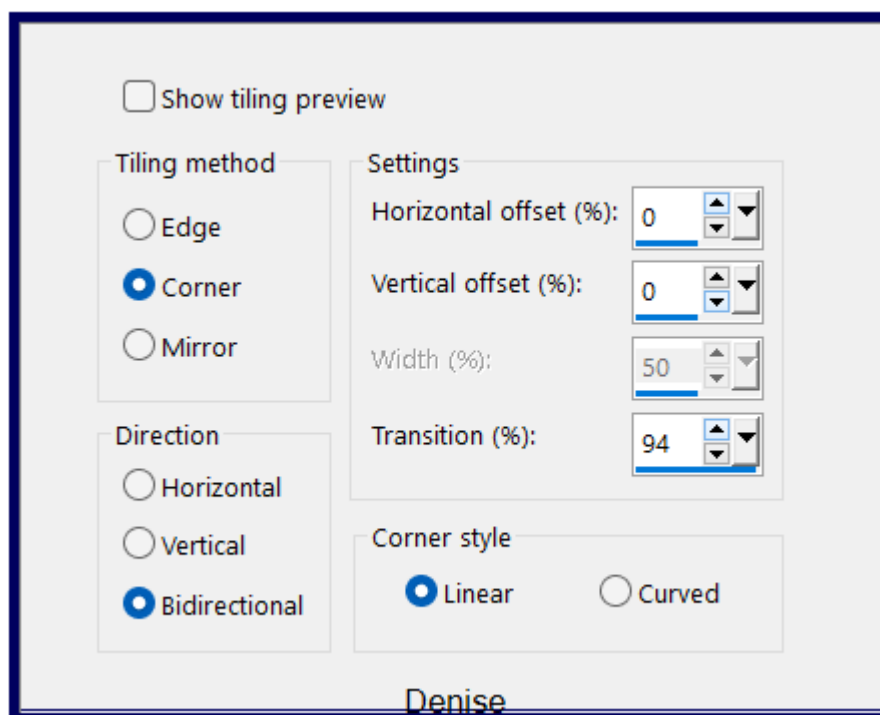 Show tiling preview
Tiling method
Edge
Corner
Mirror
Settings
Horizontal offset (%): 0
Vertical offset (%): 0
Width (%): 50
Transition (%): 94
Direction
Horizontal
Vertical
Bidirectional
Corner style
Linear Curved
Denise